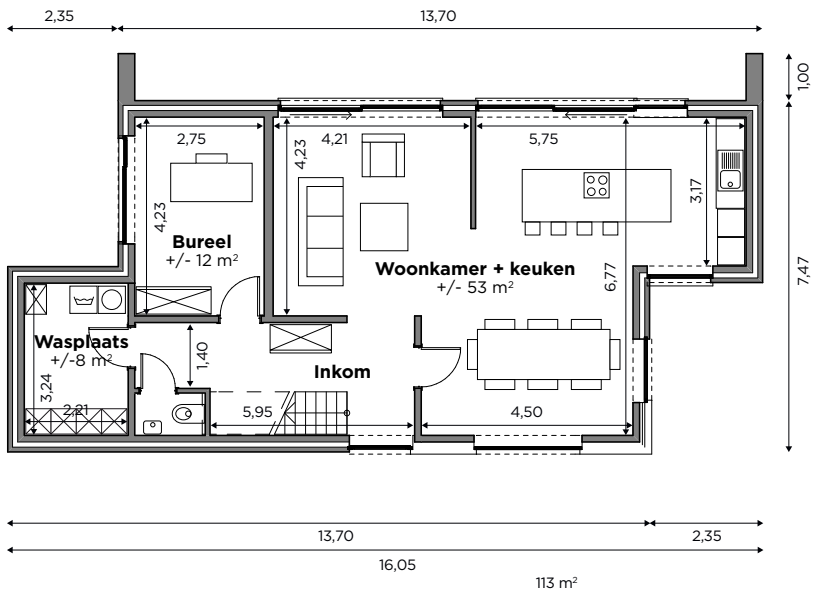 2,35
13,70
1,00
2,75
4,21
5,75
4,23
4,23
3,17
Bureel
+/- 12 m²
Woonkamer + keuken
+/- 53 m²
6,77
7,47
Wasplaats
+/-8 m²
1,40
Inkom
3,24
2,21
5,95
4,50
13,70
2,35
16,05
113 m²